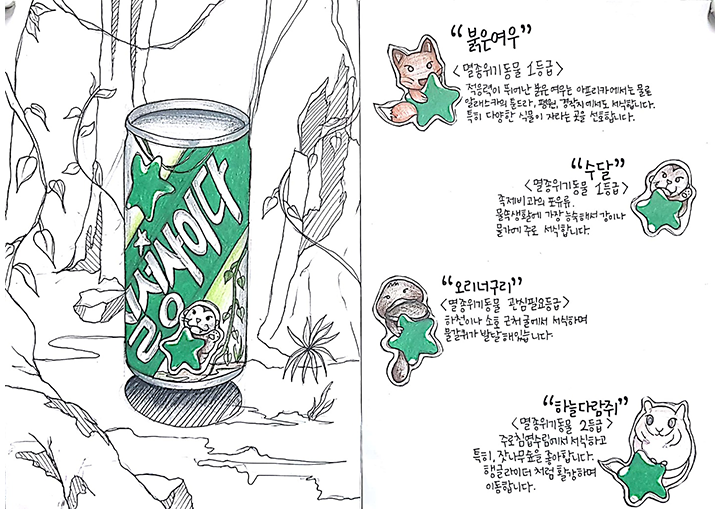 칠성사이다
“붉은여우”
<멸종위기동물 1등급>
적응력이 뛰어난 붉은 여우는 아프리카에서는 물론
알래스카의 툰드라, 평원, 경작지에서도 서식합니다.
특히 다양한 식물이 자라는 곳을 선호합니다.
“수달”
<멸종위기동물 1등급>
족제비과의 포유류.
물속생활에 가장 능숙해서 강이나
물가에 주로 서식합니다.
“오리너구리”
<멸종위기동물 관심필요등급>
하천이나 소호 근처 굴에서 서식하며
물갈퀴가 발달해있습니다.
“하늘다람쥐”
<멸종위기동물 2등급>
주로침엽수림에서 서식하고
특히, 잣나무숲을 좋아합니다.
행글라이더 처럼 활강하며
이동합니다.